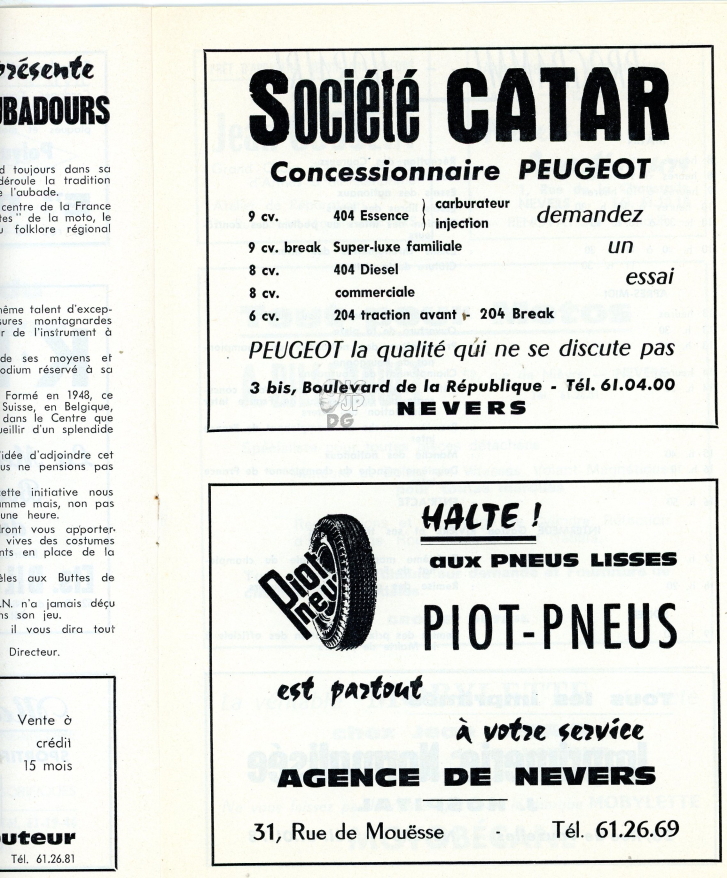 présente
UBADOURS
d toujours dans sa
déroule la tradition
e l'aubade.
centre de la France
tes" de la moto, le
u folklore régional
même talent d'excep-
sures montagnardes
er de l'instrument à
de ses moyens et
podium réservé à sa
Formé en 1948, ce
Suisse, en Belgique,
dans le Centre que
ueillir d'un splendide
'idée d'adjoindre cet
us ne pensions pas
ette initiative nous
amme mais, non pas
une heure.
dront vous apporter
vives des costumes
nts en place de la
èles aux Buttes de
.N. n'a jamais déçu
ns son jeu.
il vous dira tout
Directeur.
Vente à
crédit
15 mois
uteur
Tél. 61.26.81
Société CATAR
Concessionnaire PEUGEOT
9 cv. 404 Essence } carburateur
injection
demandez
9 cv. break Super-luxe familiale
un
8 cv. 404 Diesel
essai
8 cv. commerciale
6 cv. 204 traction avant - 204 Break
PEUGEOT la qualité qui ne se discute pas
3 bis, Boulevard de la République - Tél. 61.04.00
NEVERS
JP
DG
Piot
Pneu
HALTE !
aux PNEUS LISSES
PIOT-PNEUS
est partout
à votre service
AGENCE DE NEVERS
31, Rue de Mouësse - Tél. 61.26.69